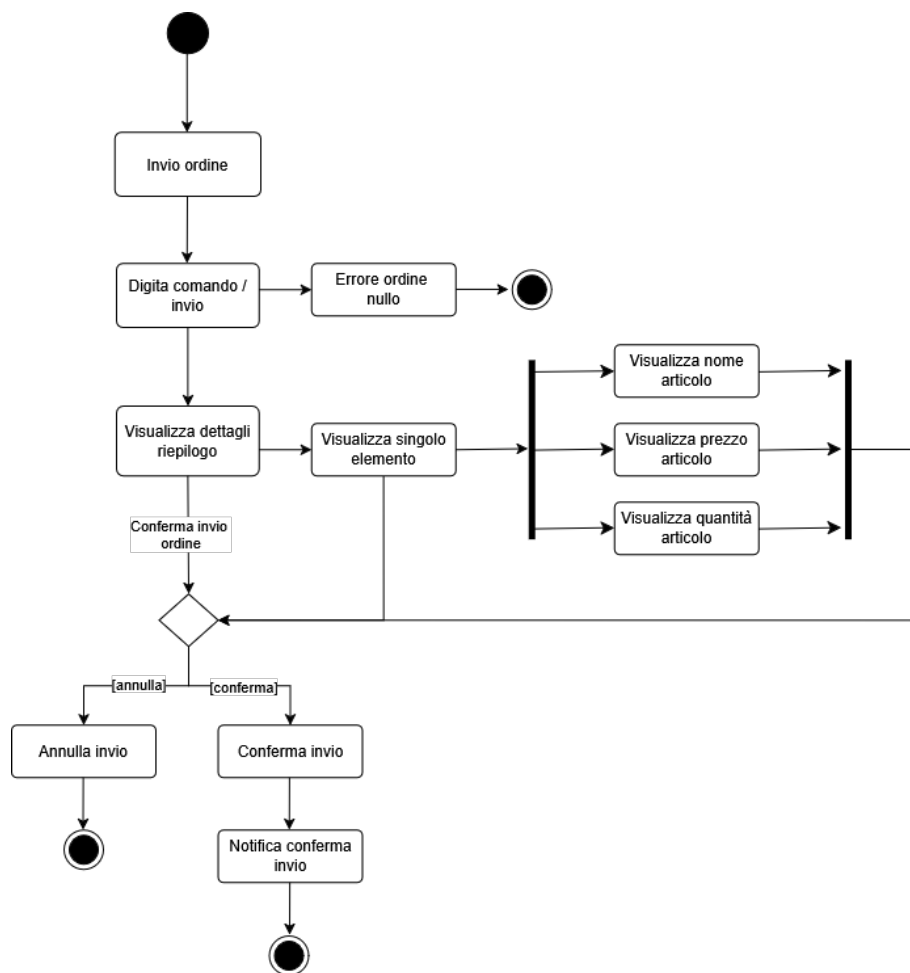 Invio ordine
Digita comando /
invio
Errore ordine
nullo
Visualizza nome
articolo
Visualizza dettagli
riepilogo
Visualizza singolo
elemento
Visualizza prezzo
articolo
Visualizza quantità
articolo
Conferma invio
ordine
[annulla]
[conferma]
Annulla invio
Conferma invio
Notifica conferma
invio